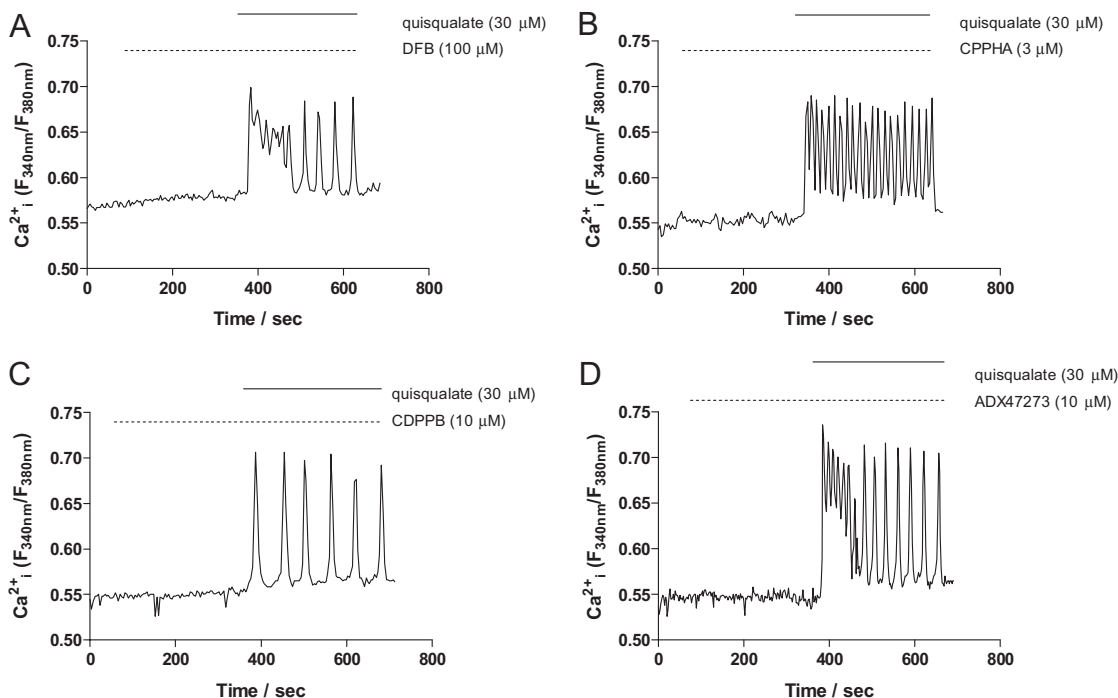 A
quisqualate (30 μM)
DFB (100 μM)
0.75
0.70
0.65
0.60
0.55
0.50
Ca²⁺i (F340nm/F380nm)
0 200 400 600 800
Time / sec
B
quisqualate (30 μM)
CPPHA (3 μM)
0.75
0.70
0.65
0.60
0.55
0.50
Ca²⁺i (F340nm/F380nm)
0 200 400 600 800
Time / sec
C
quisqualate (30 μM)
CDPPB (10 μM)
0.75
0.70
0.65
0.60
0.55
0.50
Ca²⁺i (F340nm/F380nm)
0 200 400 600 800
Time / sec
D
quisqualate (30 μM)
ADX47273 (10 μM)
0.75
0.70
0.65
0.60
0.55
0.50
Ca²⁺i (F340nm/F380nm)
0 200 400 600 800
Time / sec